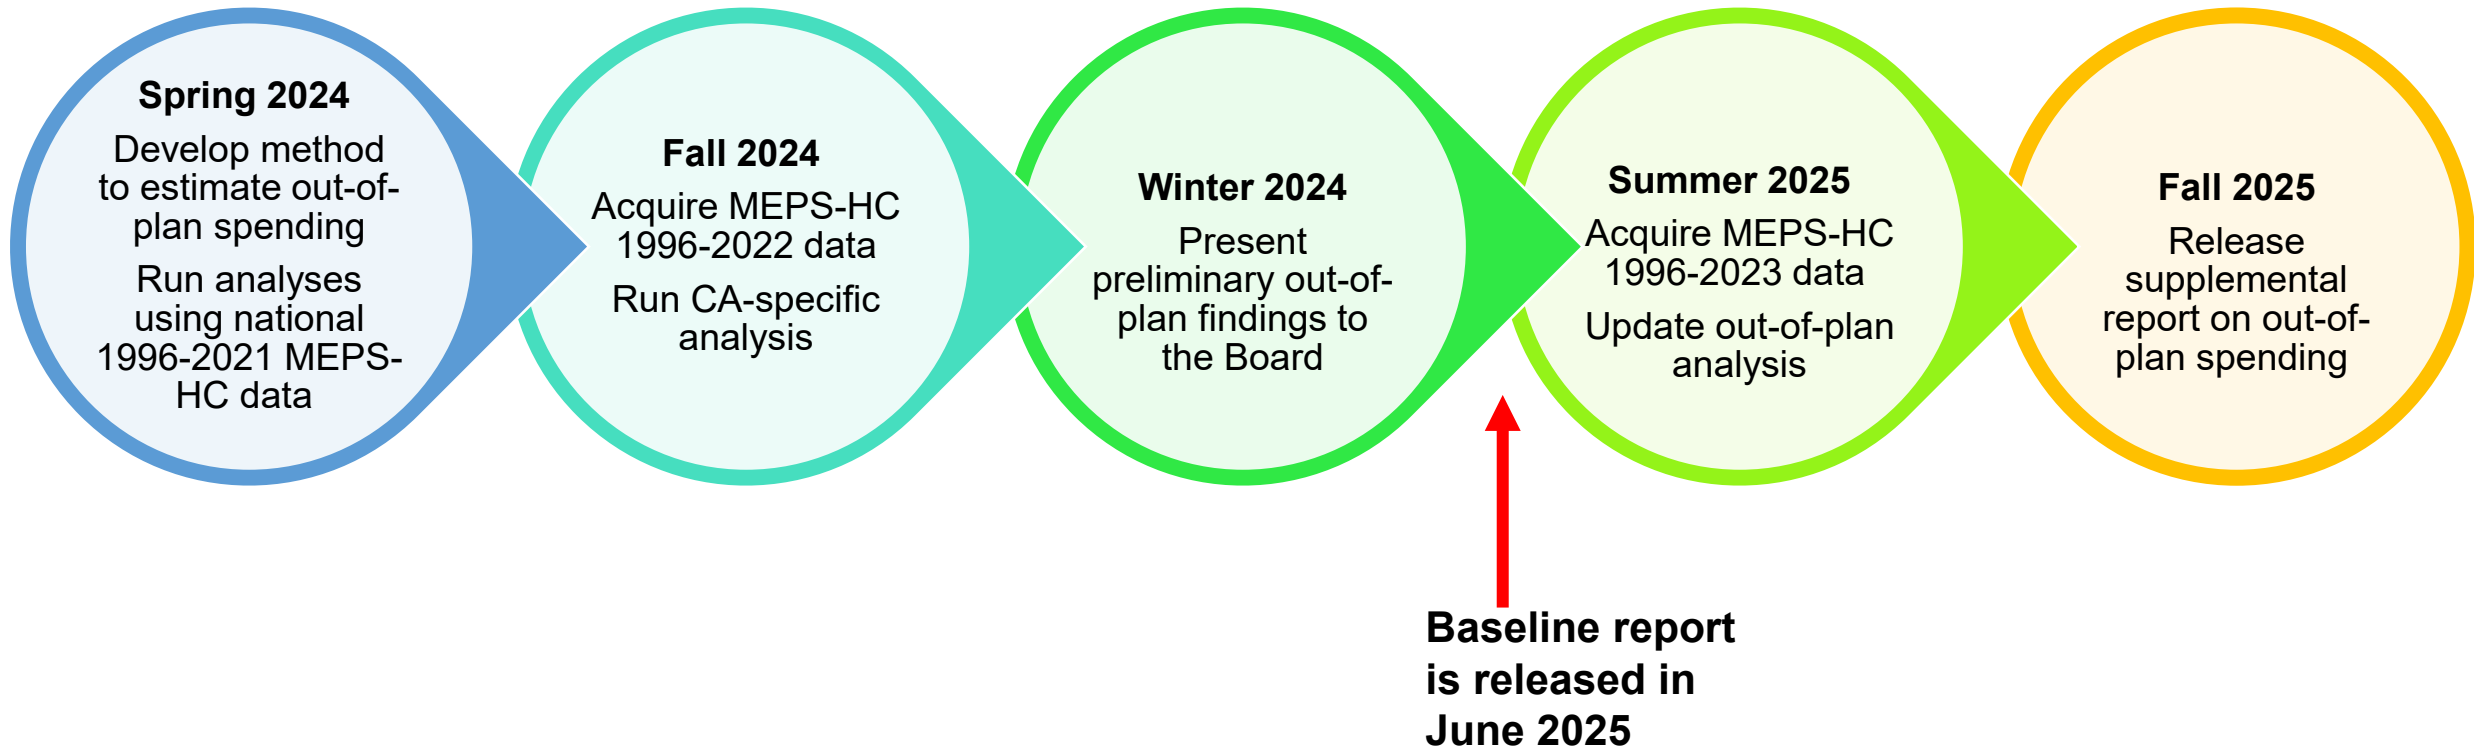 Spring 2024
Develop method
to estimate out-of-
plan spending
Run analyses
using national
1996-2021 MEPS-
HC data
Fall 2024
Acquire MEPS-HC
1996-2022 data
Run CA-specific
analysis
Winter 2024
Present
preliminary out-of-
plan findings to
the Board
Summer 2025
Acquire MEPS-HC
1996-2023 data
Update out-of-plan
analysis
Fall 2025
Release
supplemental
report on out-of-
plan spending
Baseline report
is released in
June 2025